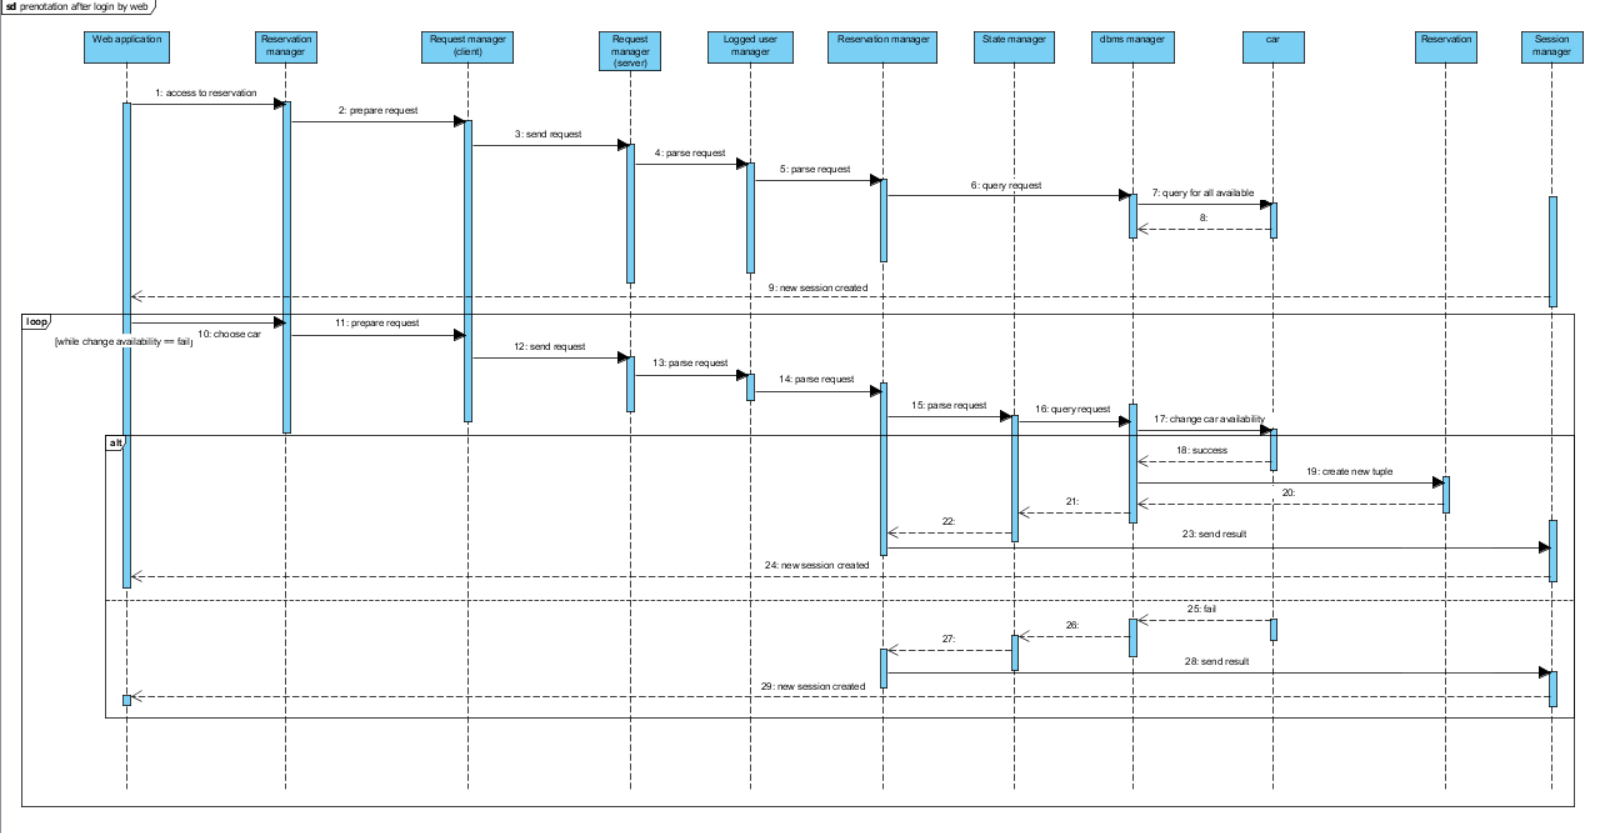 sd prenotation after login by web
Web application
Reservation
manager
Request manager
(client)
Request
manager
(server)
Logged user
manager
Reservation manager
State manager
dbms manager
car
Reservation
Session
manager
1: access to reservation
2: prepare request
3: send request
4: parse request
5: parse request
6: query request
7: query for all available
8:
9: new session created
loop
[while change availability == fail]
10: choose car
11: prepare request
12: send request
13: parse request
14: parse request
15: parse request
16: query request
17: change car availability
alt
18: success
19: create new tuple
20:
21:
22:
23: send result
24: new session created
25: fail
26:
27:
28: send result
29: new session created